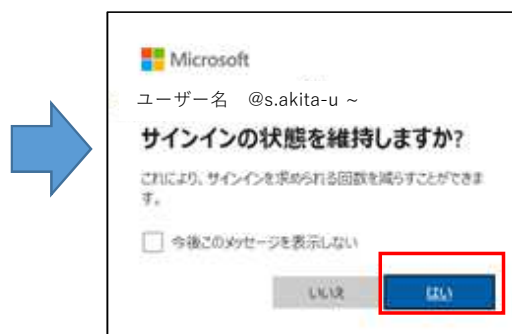 Microsoft
ユーザー名 @s.akita-u ~
サインインの状態を維持しますか?
これにより、サインインを求められる回数を減らすことができま
す。
今後このメッセージを表示しない
いいえ はい